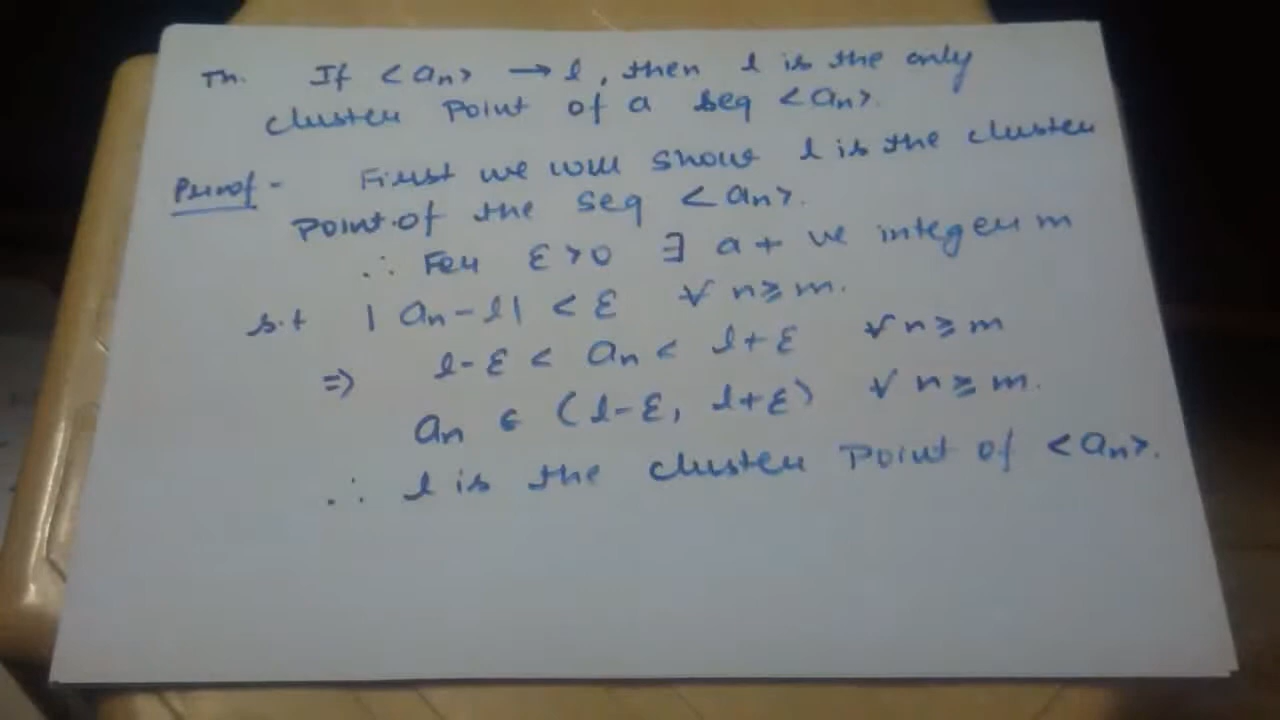 Th. If <an> → l, then l is the only
cluster point of a seq <an>.
Proof - First we will show l is the cluster
point of the seq <an>.
∴ For ε > 0 ∃ a + ve integer m
s.t |an - l| < ε ∀ n ≥ m.
⇒ l - ε < an < l + ε ∀ n ≥ m
an ∈ (l - ε, l + ε) ∀ n ≥ m.
∴ l is the cluster point of <an>.